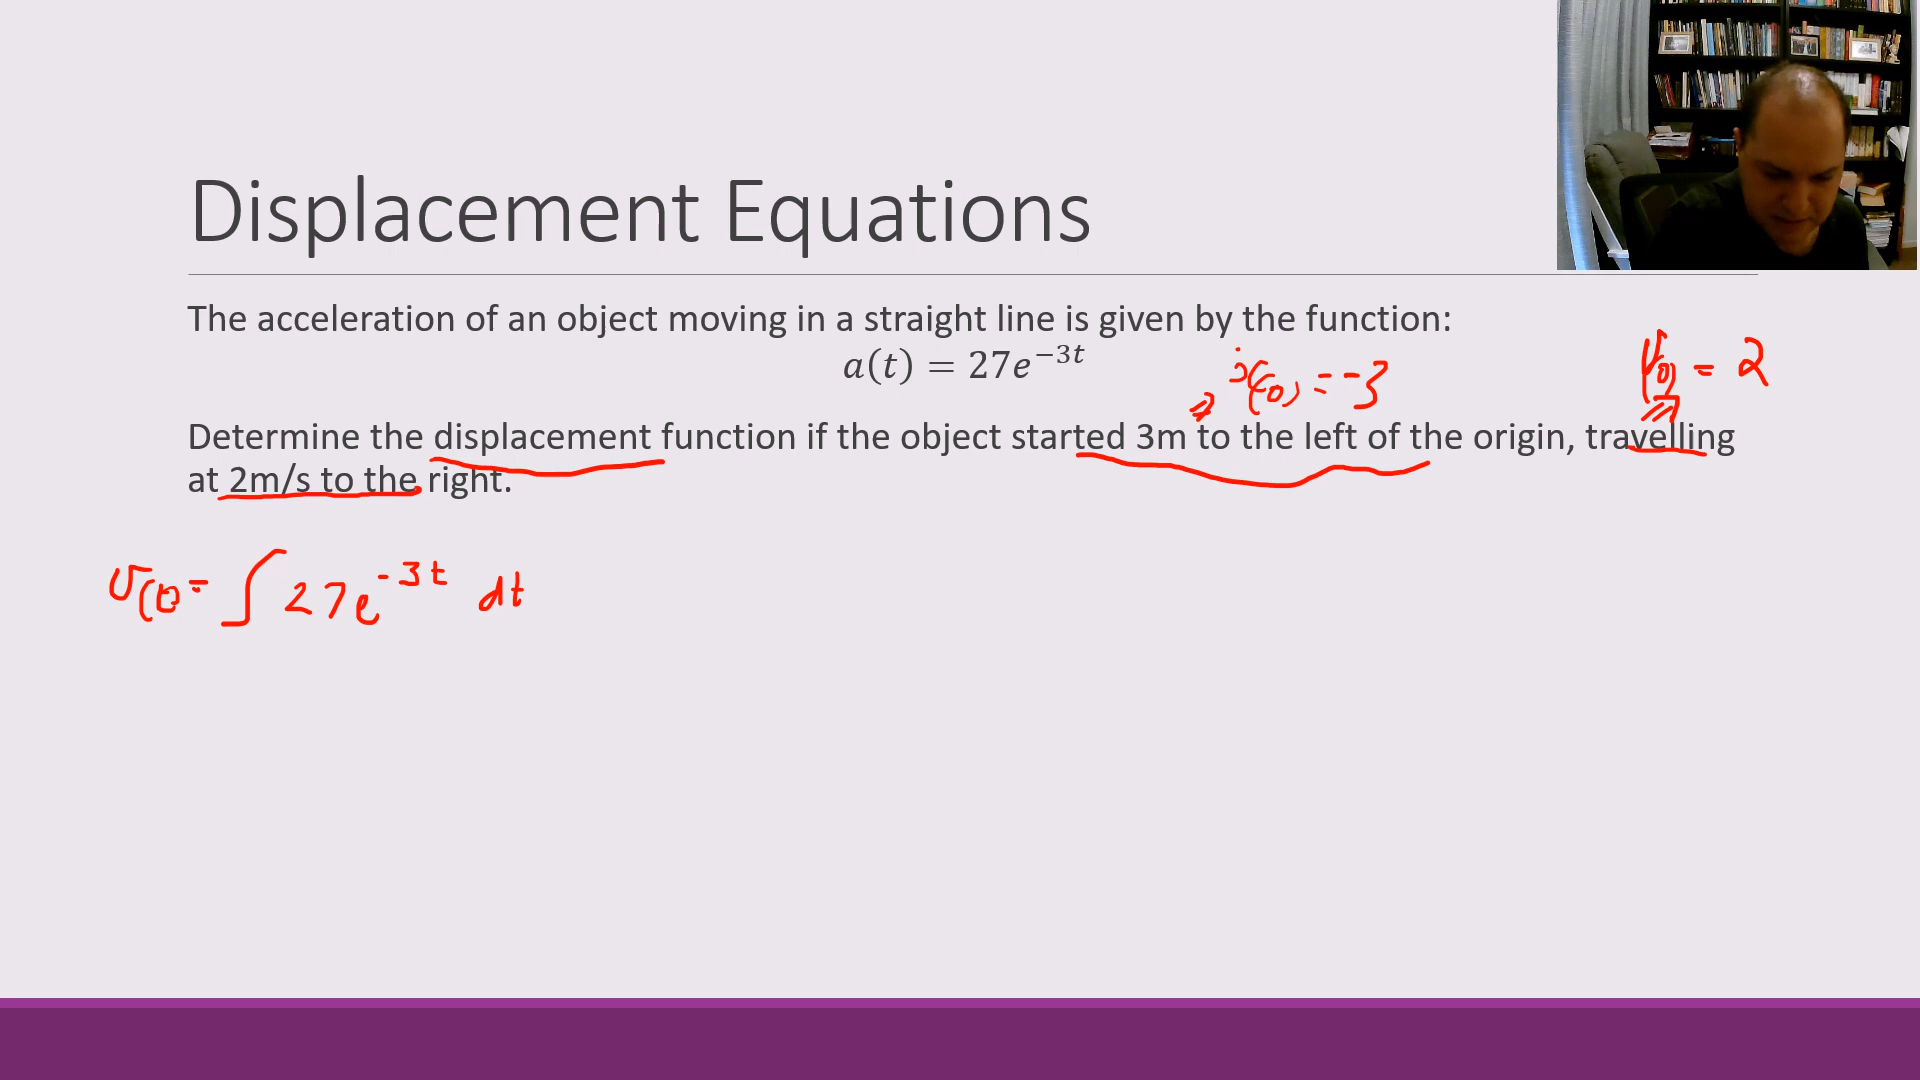 Displacement Equations
The acceleration of an object moving in a straight line is given by the function:
a(t) = 27e^{-3t}
x(0) = -3
v(0) = 2
Determine the displacement function if the object started 3m to the left of the origin, travelling
at 2m/s to the right.
v(t) = ∫ 27e^{-3t} dt